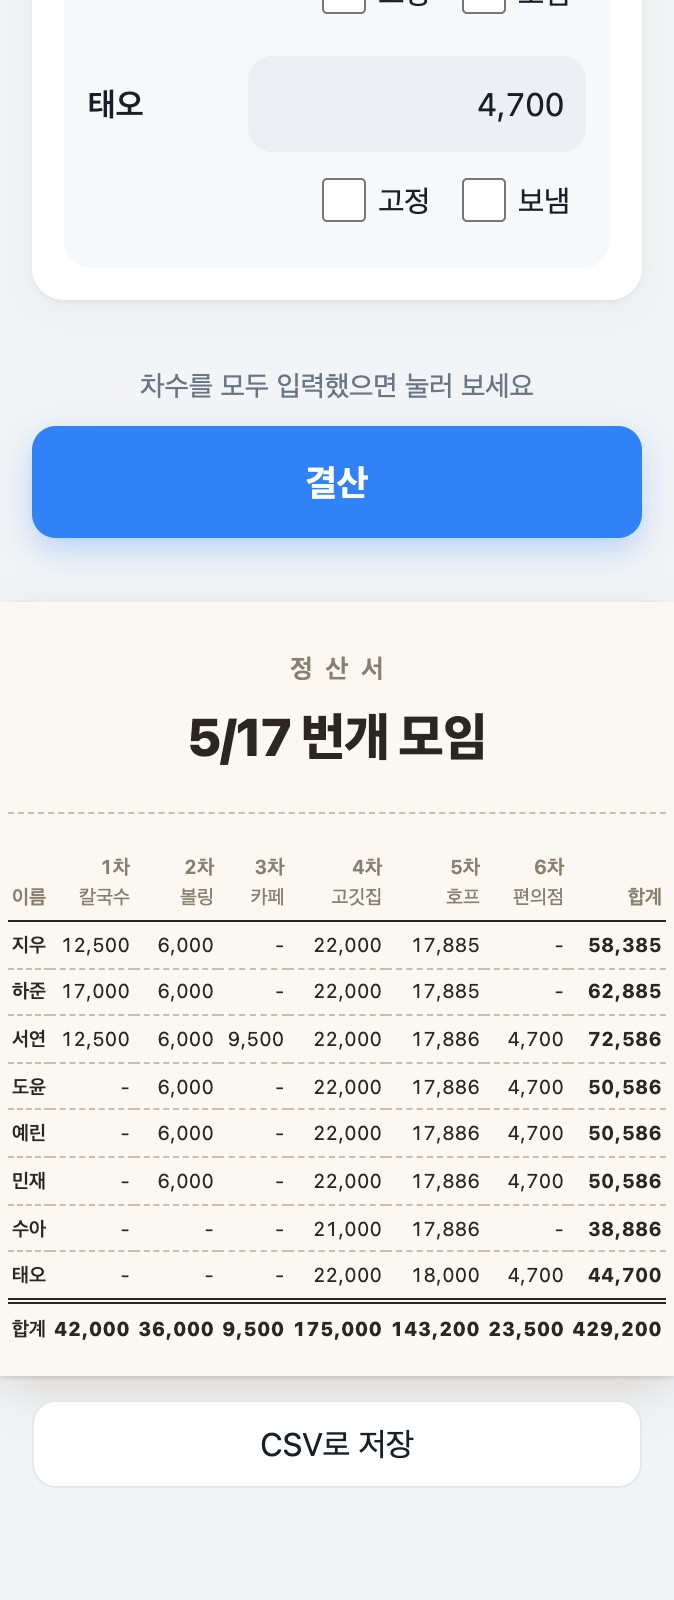 고정 보냄
태오 4,700
고정 보냄
차수를 모두 입력했으면 눌러 보세요
결산
정산서
5/17 번개 모임
1차 2차 3차 4차 5차 6차
이름 칼국수 볼링 카페 고깃집 호프 편의점 합계
지우 12,500 6,000 - 22,000 17,885 - 58,385
하준 17,000 6,000 - 22,000 17,885 - 62,885
서연 12,500 6,000 9,500 22,000 17,886 4,700 72,586
도윤 - 6,000 - 22,000 17,886 4,700 50,586
예린 - 6,000 - 22,000 17,886 4,700 50,586
민재 - 6,000 - 22,000 17,886 4,700 50,586
수아 - - - 21,000 17,886 - 38,886
태오 - - - 22,000 18,000 4,700 44,700
합계 42,000 36,000 9,500 175,000 143,200 23,500 429,200
CSV로 저장